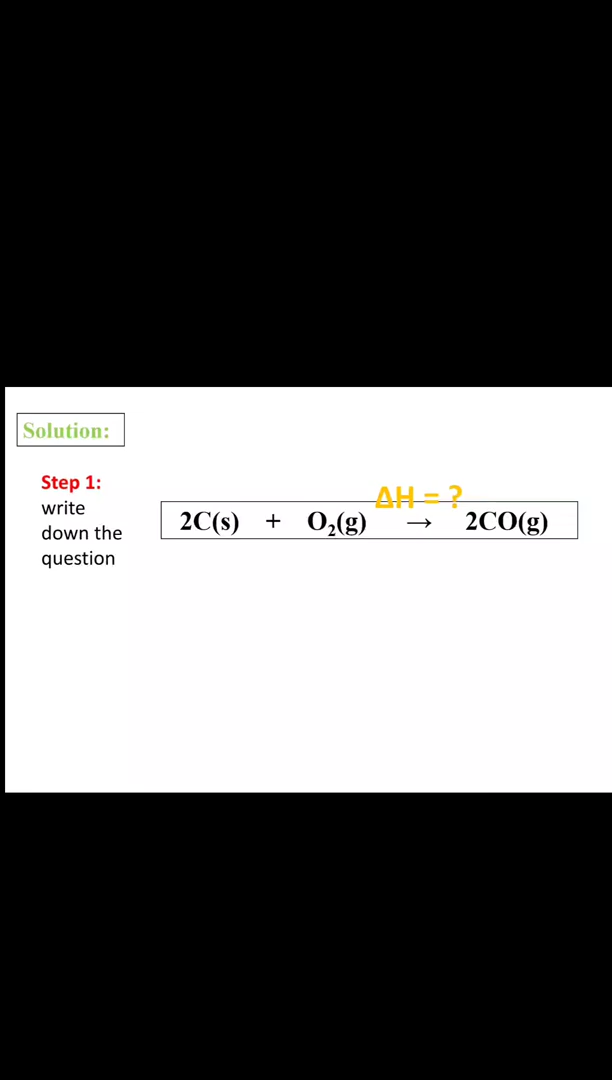 Solution:
Step 1:
write
down the
question
ΔH = ?
2C(s) + O₂(g) → 2CO(g)